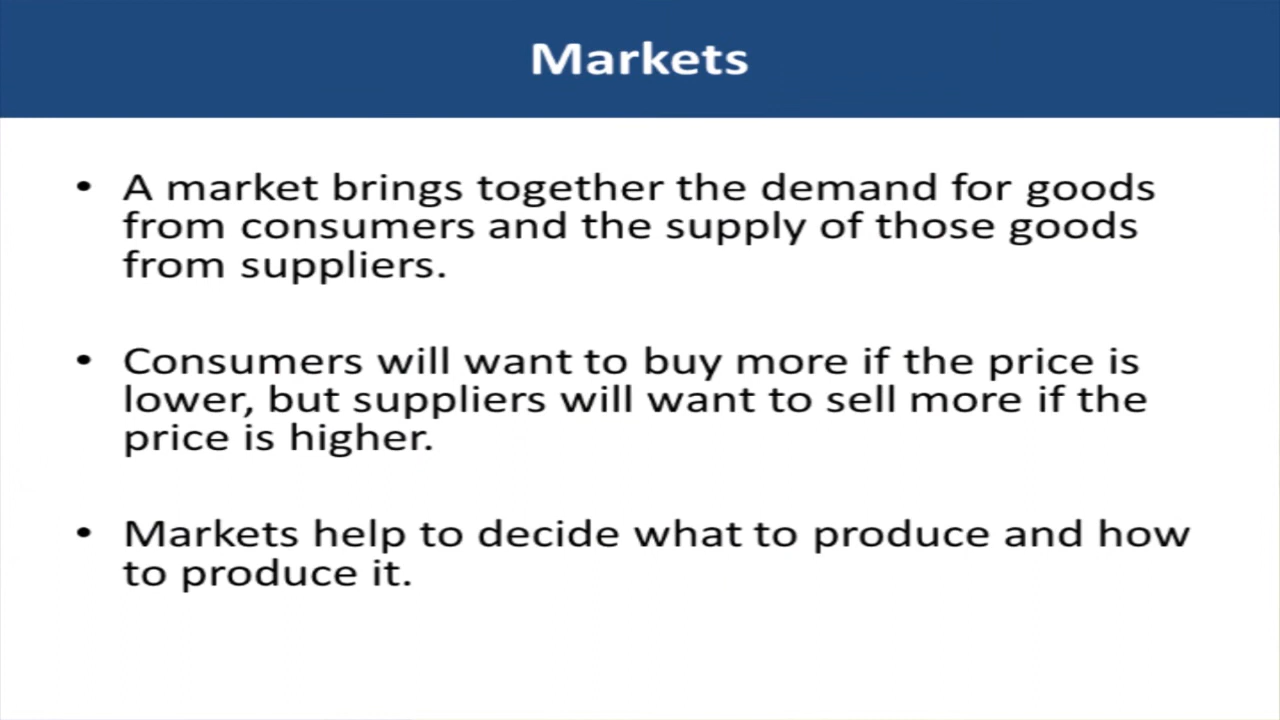 Markets
• A market brings together the demand for goods
from consumers and the supply of those goods
from suppliers.
• Consumers will want to buy more if the price is
lower, but suppliers will want to sell more if the
price is higher.
• Markets help to decide what to produce and how
to produce it.